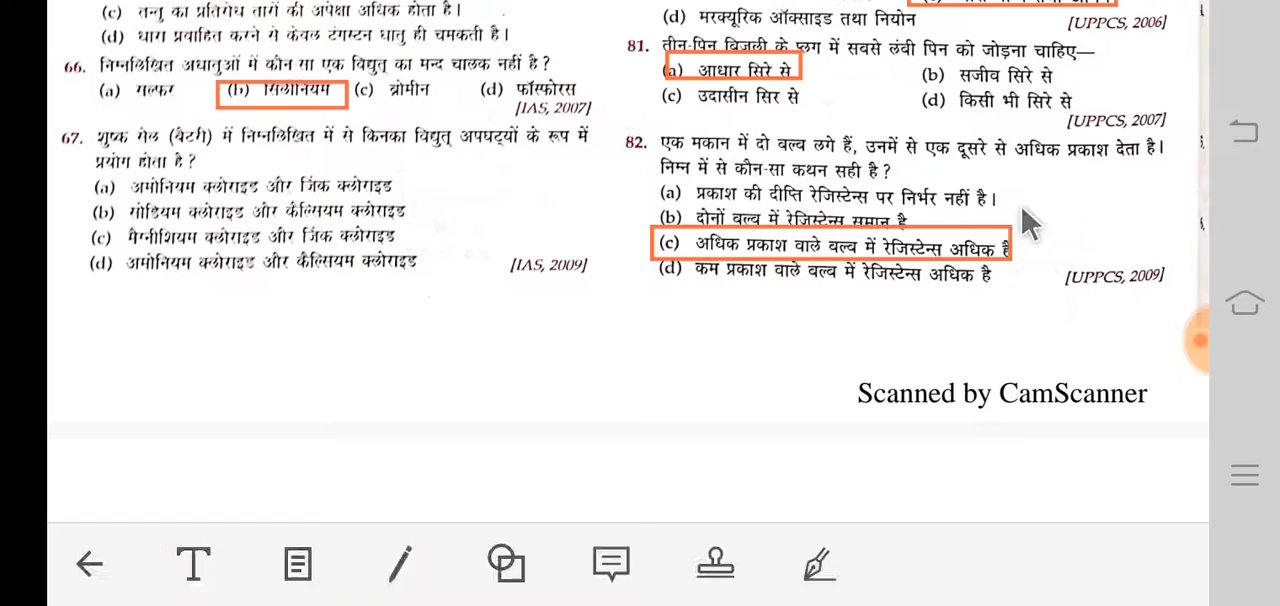 (c) तन्तु का प्रतिरोध तारों की अपेक्षा अधिक होता है।
(d) धारा प्रवाहित करने से केवल टंगस्टन धातु ही चमकती है।
66. निम्नलिखित अधातुओं में कौन सा एक विद्युत् का मन्द चालक नहीं है?
(a) सल्फर (b) सिलीनियम (c) ब्रोमीन (d) फॉस्फोरस
[IAS, 2007]
67. शुष्क सेल (बैटरी) में निम्नलिखित में से किनका विद्युत् अपघट्यों के रूप में
प्रयोग होता है?
(a) अमोनियम क्लोराइड और जिंक क्लोराइड
(b) सोडियम क्लोराइड और कैल्सियम क्लोराइड
(c) मैग्नीशियम क्लोराइड और जिंक क्लोराइड
(d) अमोनियम क्लोराइड और कैल्सियम क्लोराइड [IAS, 2009]
(d) मरक्यूरिक ऑक्साइड तथा नियोन
[UPPCS, 2006]
81. तीन-पिन बिजली के प्लग में सबसे लंबी पिन को जोड़ना चाहिए—
(a) आधार सिरे से (b) सजीव सिरे से
(c) उदासीन सिर से (d) किसी भी सिरे से
[UPPCS, 2007]
82. एक मकान में दो बल्ब लगे हैं, उनमें से एक दूसरे से अधिक प्रकाश देता है।
निम्न में से कौन-सा कथन सही है?
(a) प्रकाश की दीप्ति रेजिस्टेन्स पर निर्भर नहीं है।
(b) दोनों बल्ब में रेजिस्टेन्स समान है
(c) अधिक प्रकाश वाले बल्ब में रेजिस्टेन्स अधिक है
(d) कम प्रकाश वाले बल्ब में रेजिस्टेन्स अधिक है [UPPCS, 2009]
Scanned by CamScanner